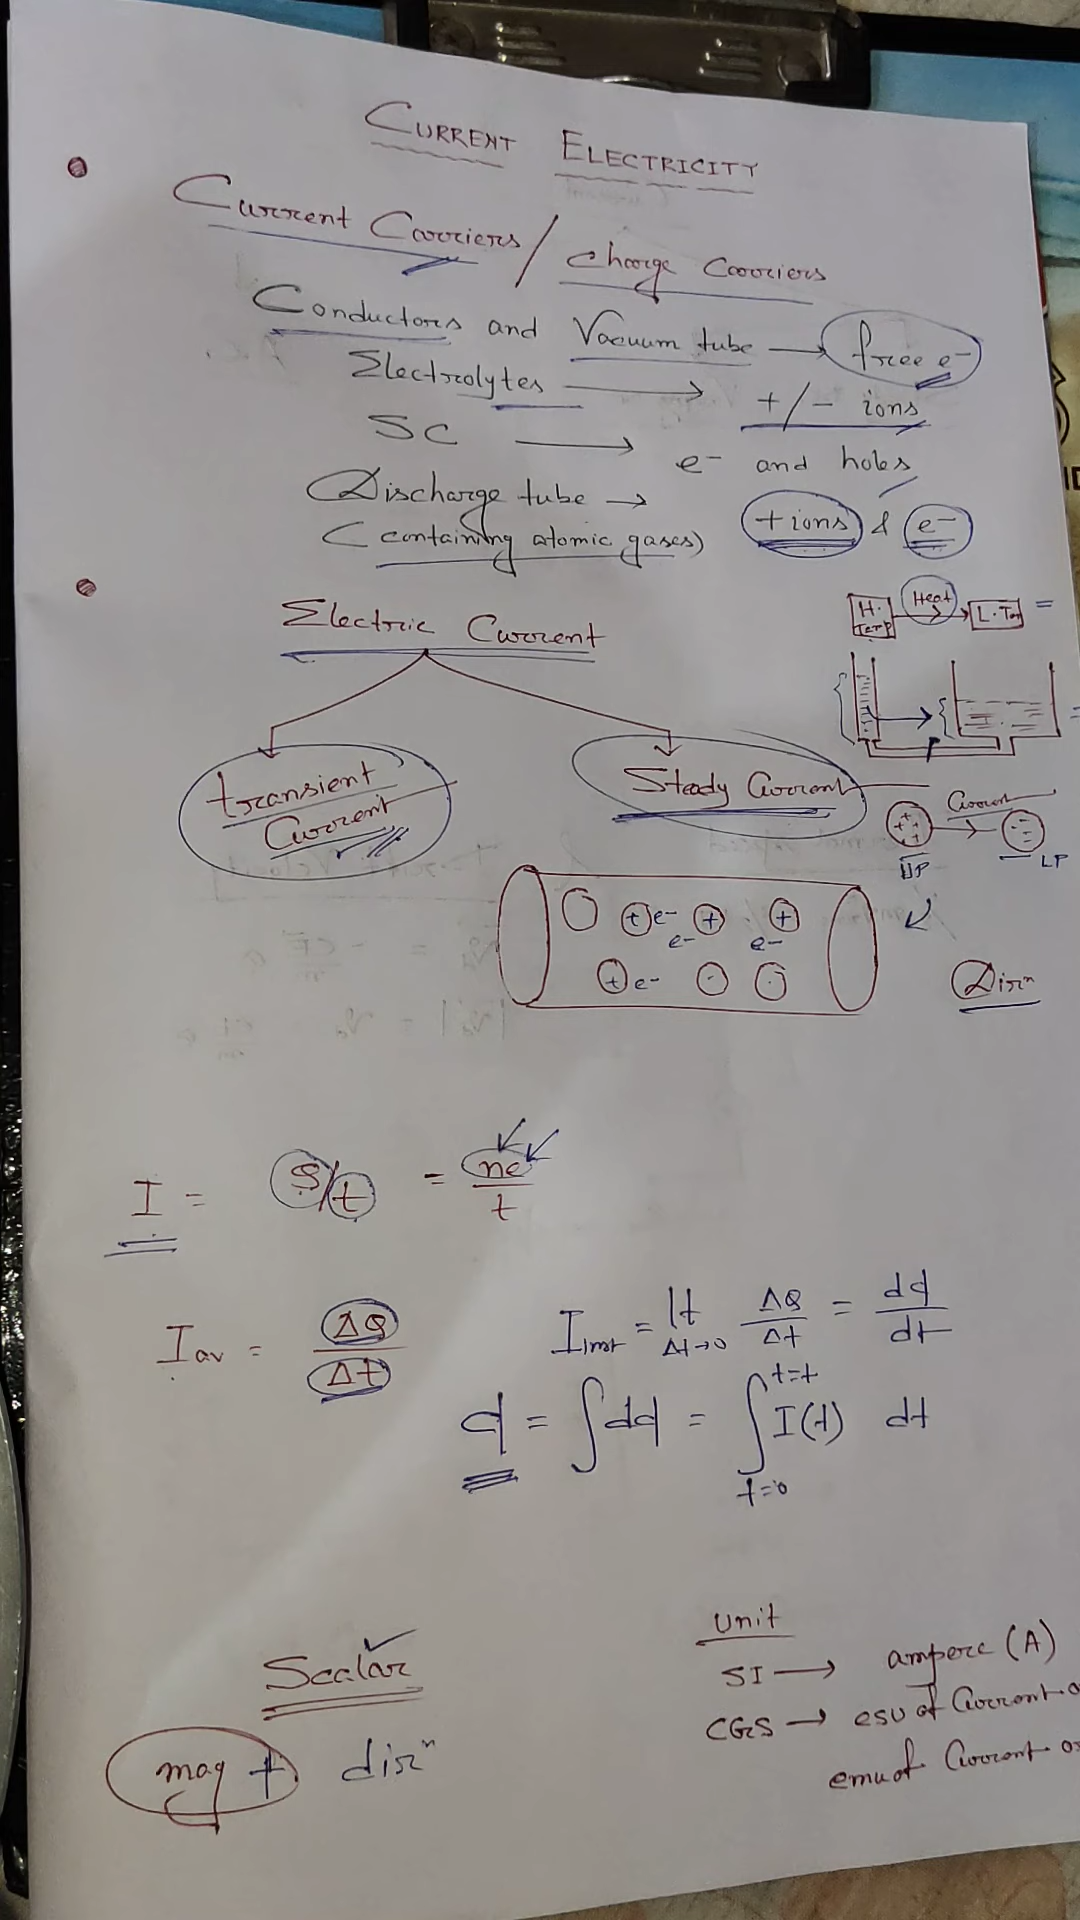 CURRENT ELECTRICITY
Current Carriers / Charge Carriers
Conductors and Vacuum tube → free e-
Electrolytes → +/- ions
SC → e- and holes
Discharge tube → + ions & e-
(containing atomic gases)
H. Temp Heat L. Tem =
Electric Current
transient Current
Steady Current
Current
HP LP
+ e- + +
e- e-
+ e-
Dirⁿ
I = Q/t = ne/t
I av = ΔQ/Δt
I inst = lt Δt→0 ΔQ/Δt = dq/dt
q = ∫dq = ∫ t=0 t=t I(t) dt
Scalar
mag + dirⁿ
Unit
SI → ampere (A)
CGS → esu of Current
emu of Current